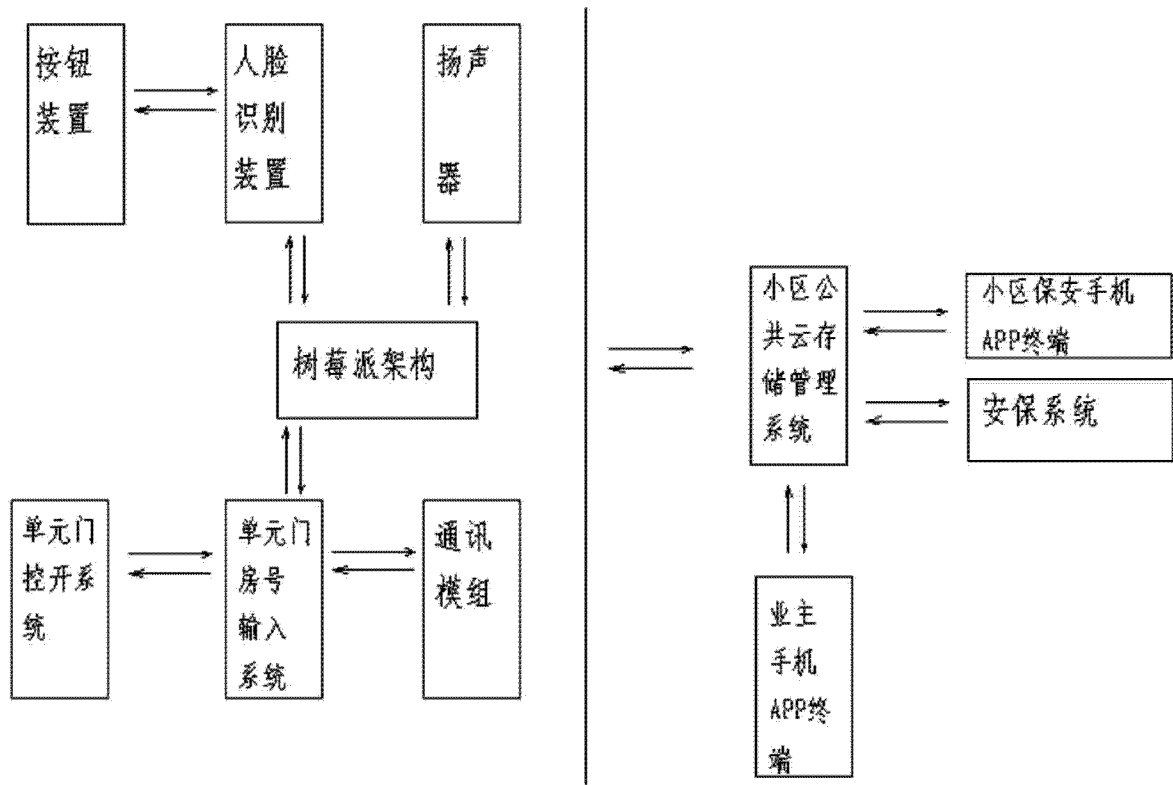 按钮
装置
人脸
识别
装置
扬声
器
树莓派架构
单元门
控开系
统
单元门
房号
输入
系统
通讯
模组
小区公
共云存
储管理
系统
小区保安手机
APP终端
安保系统
业主
手机
APP终
端